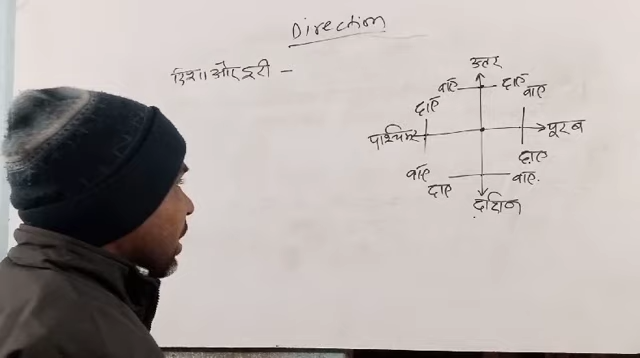 Direction
दिशा और दूरी –
उत्तर
बाएँ दाएँ
दाएँ बाएँ
पश्चिम पूरब
दाएँ
बाएँ बाएँ
दाएँ
दक्षिण